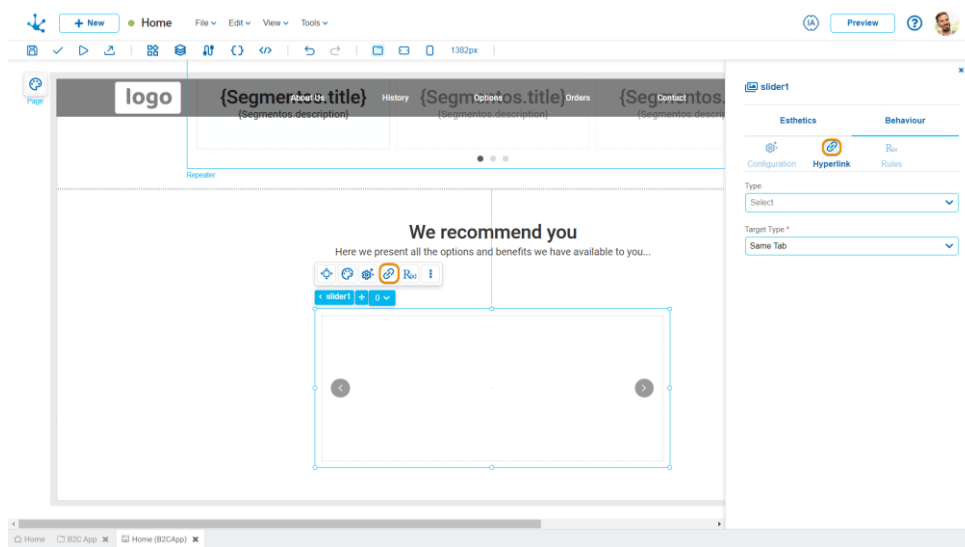 + New
Home
File
Edit
View
Tools
IA
Preview
?
1382px
Page
logo
{Segmentos.title}
{Segmentos.title}
{Segmentos.
About Us
History
Options
Orders
Contact
{Segmentos.description}
{Segmentos.description}
{Segmentos.descri
Repeater
We recommend you
Here we present all the options and benefits we have available to you...
R(x)
slider1
+
0
slider1
Esthetics
Behaviour
R(x)
Configuration
Hyperlink
Rules
Type
Select
Target Type *
Same Tab
Home
B2C App
Home (B2CApp)